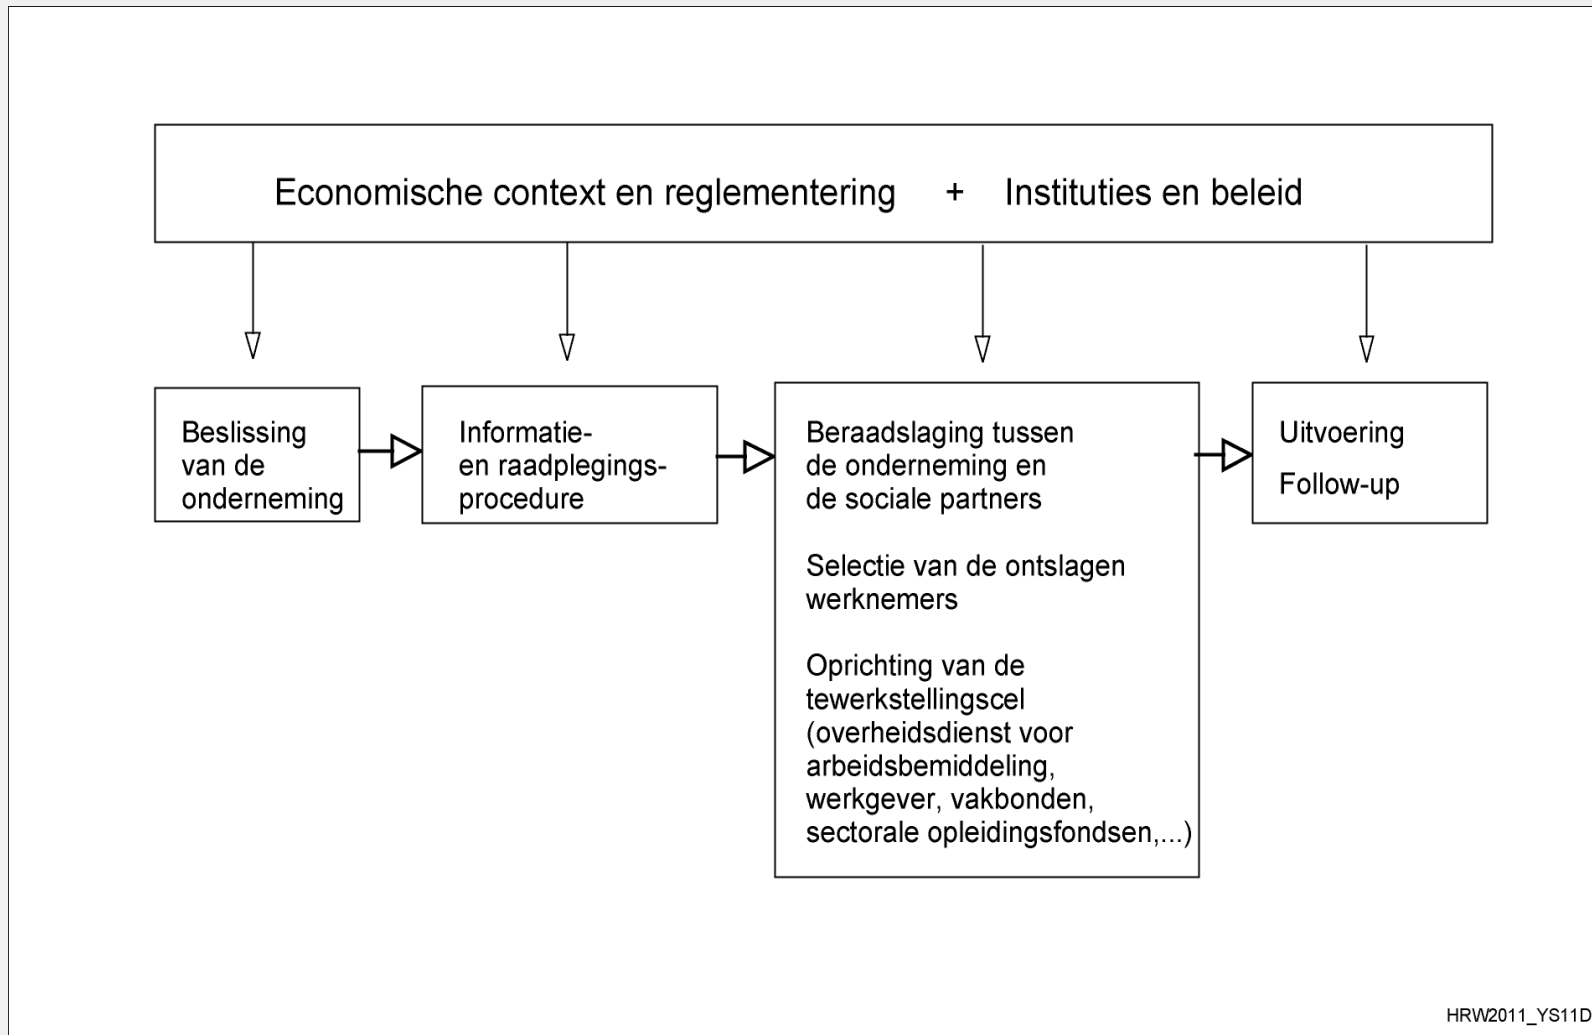 Economische context en reglementering + Instituties en beleid
Beslissing
van de
onderneming
Informatie-
en raadplegings-
procedure
Beraadslaging tussen
de onderneming en
de sociale partners
Selectie van de ontslagen
werknemers
Oprichting van de
tewerkstellingscel
(overheidsdienst voor
arbeidsbemiddeling,
werkgever, vakbonden,
sectorale opleidingsfondsen,...)
Uitvoering
Follow-up
HRW2011_YS11D